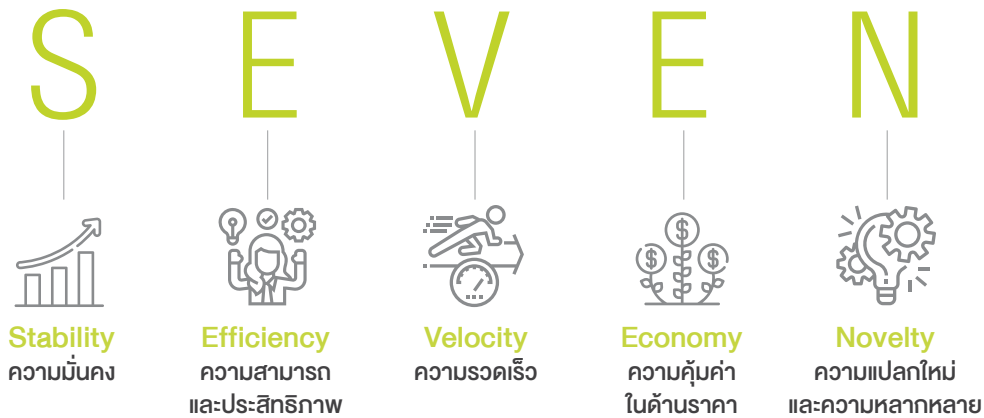 S E V E N
Stability
ความมั่นคง
Efficiency
ความสามารถ
และประสิทธิภาพ
Velocity
ความรวดเร็ว
Economy
ความคุ้มค่า
ในด้านราคา
Novelty
ความแปลกใหม่
และความหลากหลาย